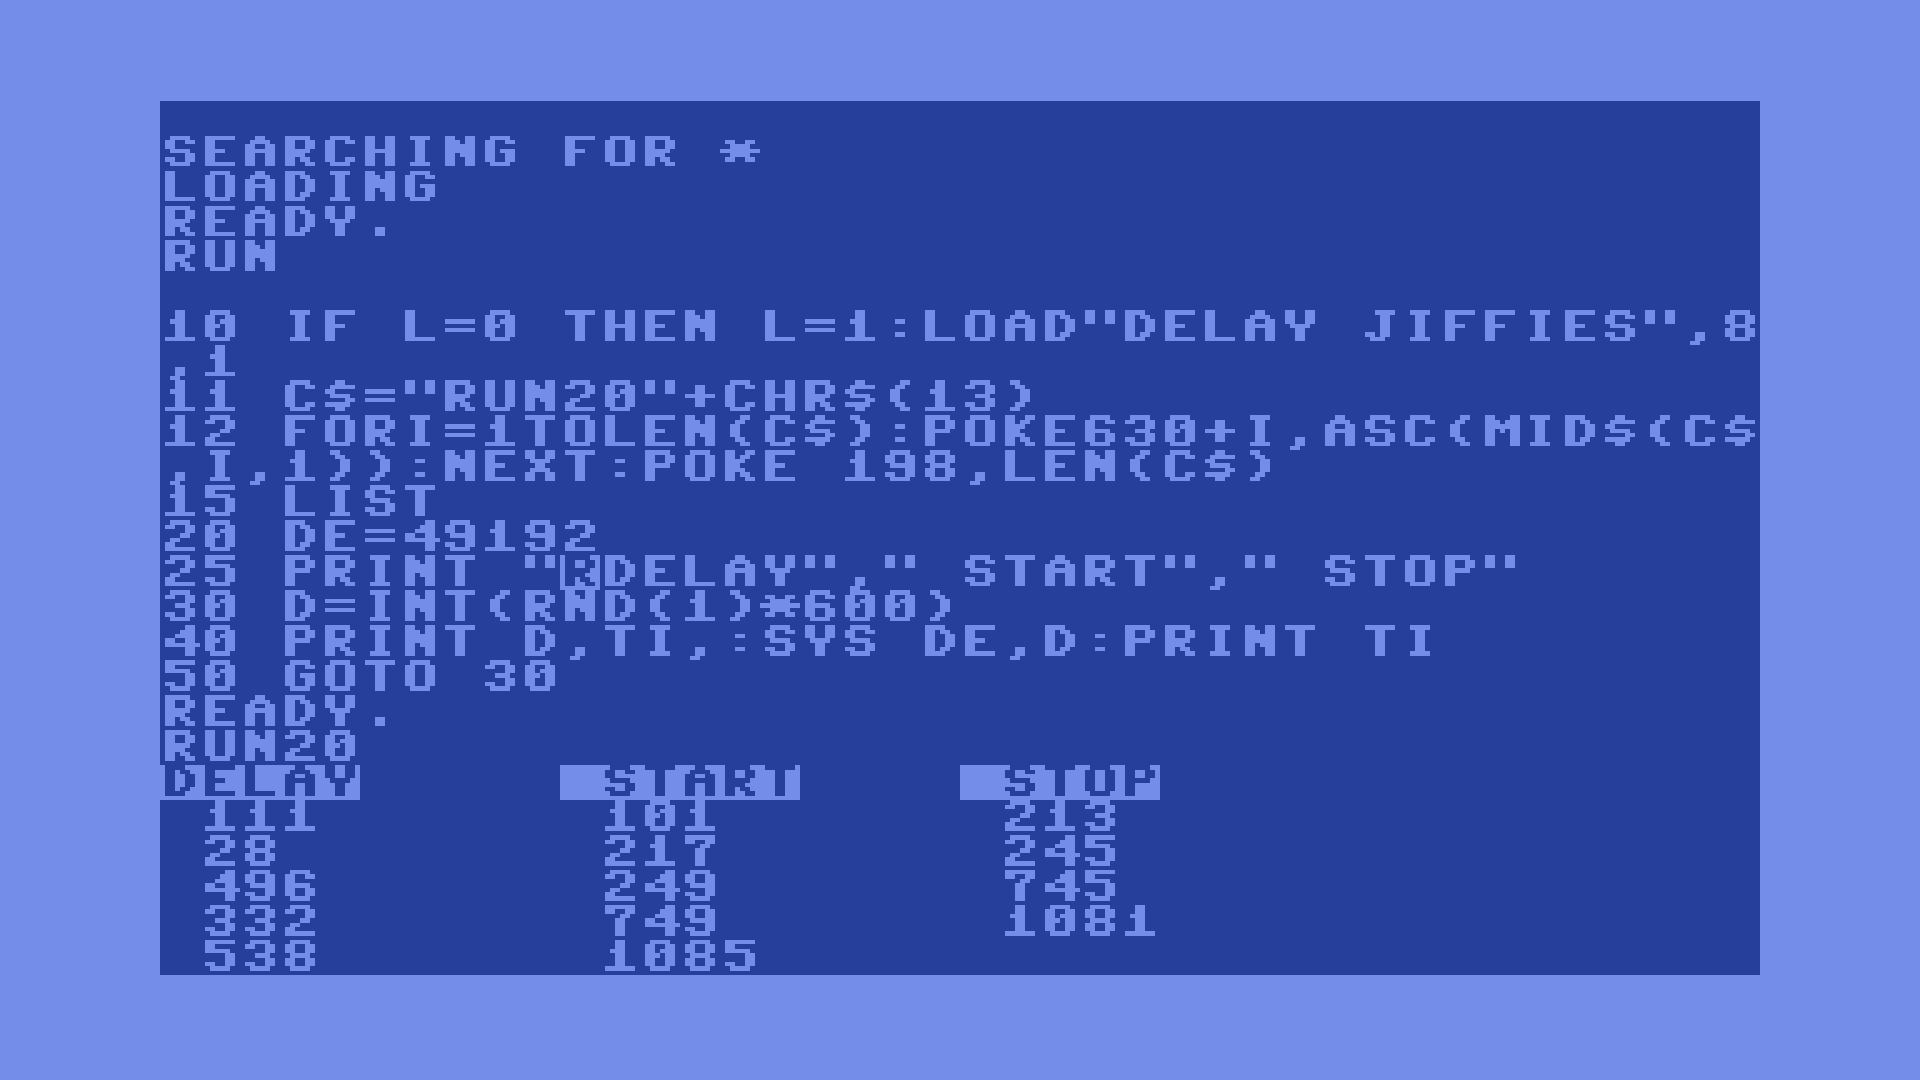 SEARCHING FOR *
LOADING
READY.
RUN
10 IF L=0 THEN L=1:LOAD"DELAY JIFFIES",8
,1
11 C$="RUN20"+CHR$(13)
12 FORI=1TOLEN(C$):POKE630+I,ASC(MID$(C$
,I,1)):NEXT:POKE 198,LEN(C$)
15 LIST
20 DE=49192
25 PRINT "RDELAY"," START"," STOP"
30 D=INT(RND(1)*600)
40 PRINT D,TI,:SYS DE,D:PRINT TI
50 GOTO 30
READY.
RUN20
DELAY START STOP
111 101 213
28 217 245
496 249 745
332 749 1081
538 1085